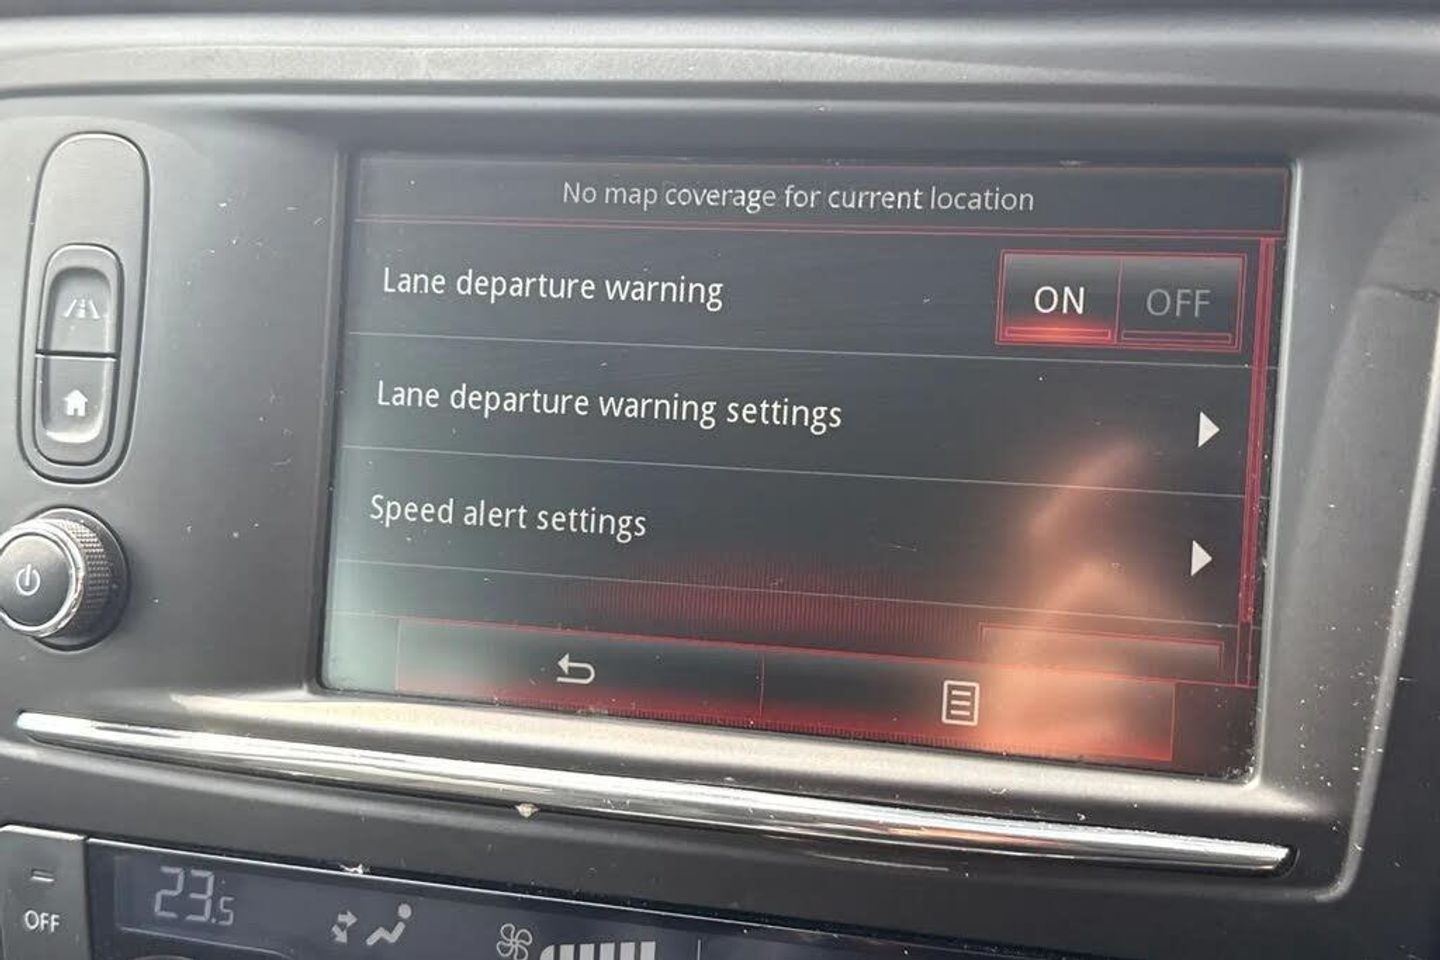 No map coverage for current location
Lane departure warning
ON OFF
Lane departure warning settings
Speed alert settings
OFF
23.5